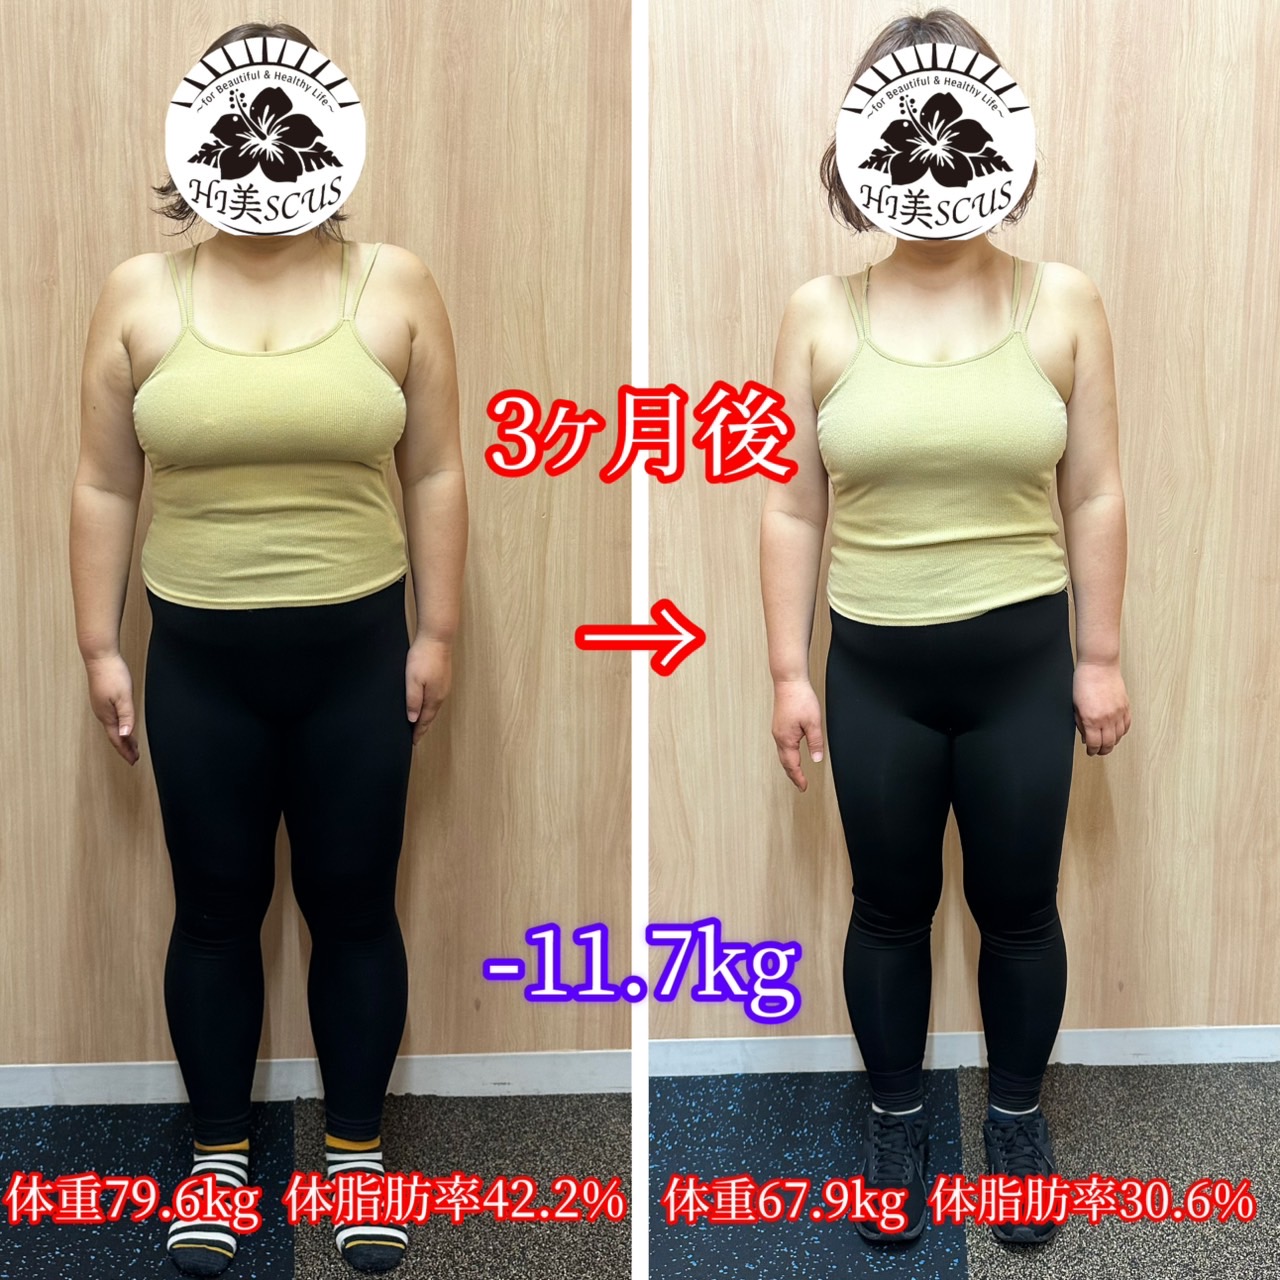 ~for Beautiful & Healthy Life~
HI美SCUS
~for Beautiful & Healthy Life~
HI美SCUS
3ヶ月後
→
-11.7kg
体重79.6kg 体脂肪率42.2%
体重67.9kg 体脂肪率30.6%